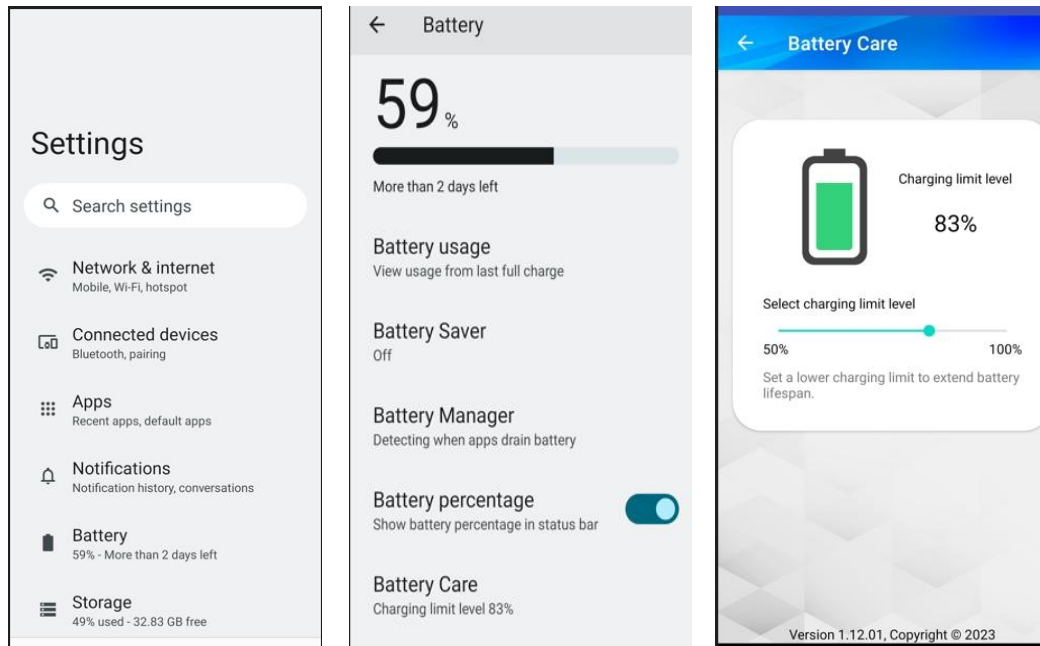 Settings
Search settings
Network & internet
Mobile, Wi-Fi, hotspot
Connected devices
Bluetooth, pairing
Apps
Recent apps, default apps
Notifications
Notification history, conversations
Battery
59% - More than 2 days left
Storage
49% used - 32.83 GB free
Battery
59%
More than 2 days left
Battery usage
View usage from last full charge
Battery Saver
Off
Battery Manager
Detecting when apps drain battery
Battery percentage
Show battery percentage in status bar
Battery Care
Charging limit level 83%
Battery Care
Charging limit level
83%
Select charging limit level
50% 100%
Set a lower charging limit to extend battery
lifespan.
Version 1.12.01, Copyright © 2023